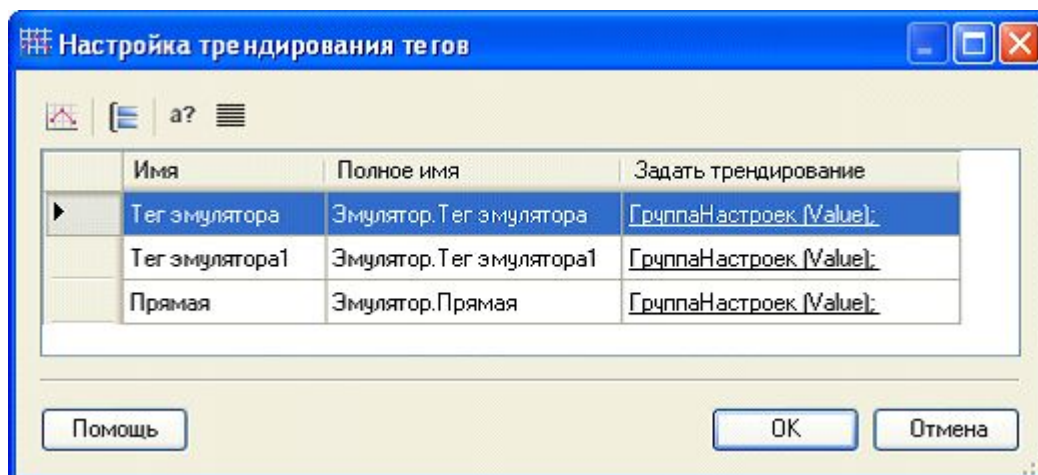 Настройка трендирования тегов
a?
Имя Полное имя Задать трендирование
Тег эмулятора Эмулятор.Тег эмулятора ГруппаНастроек (Value);
Тег эмулятора1 Эмулятор.Тег эмулятора1 ГруппаНастроек (Value);
Прямая Эмулятор.Прямая ГруппаНастроек (Value);
Помощь OK Отмена